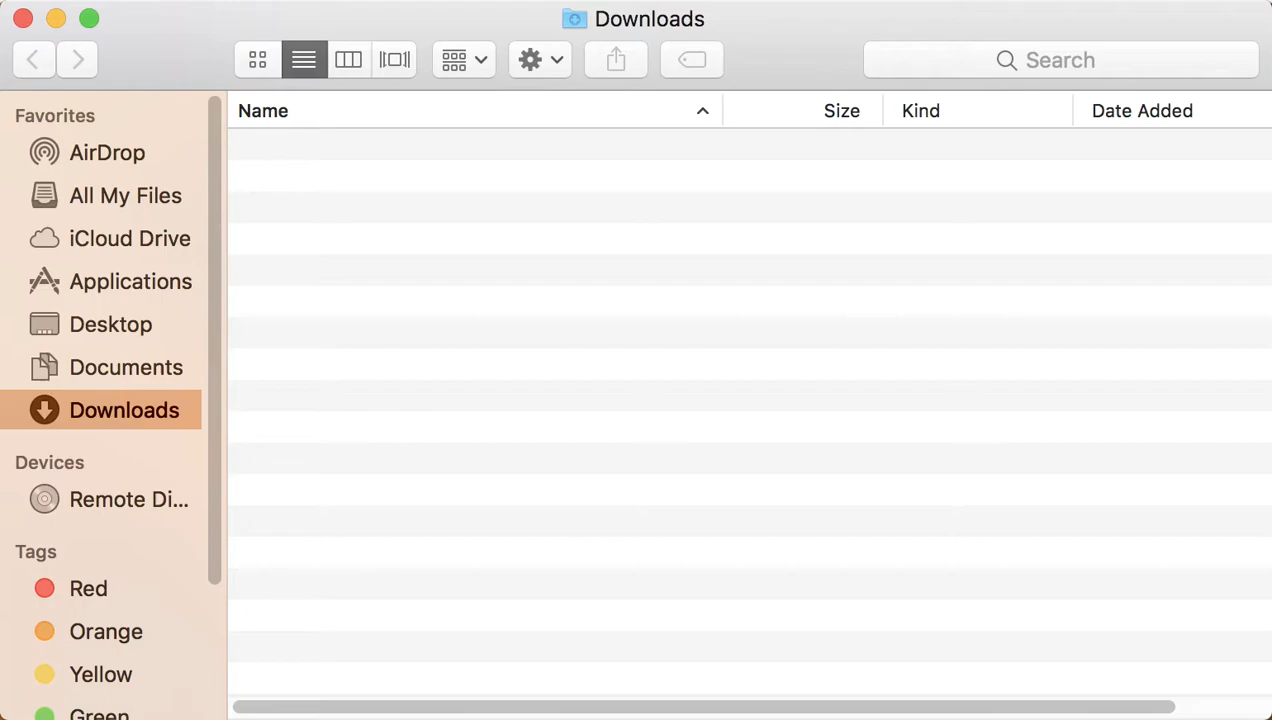 Downloads
Search
Favorites
AirDrop
All My Files
iCloud Drive
Applications
Desktop
Documents
Downloads
Devices
Remote Di...
Tags
Red
Orange
Yellow
Green
Name Size Kind Date Added